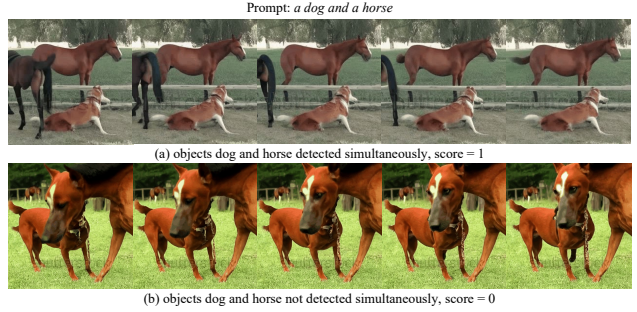 Prompt: a dog and a horse
(a) objects dog and horse detected simultaneously, score = 1
(b) objects dog and horse not detected simultaneously, score = 0